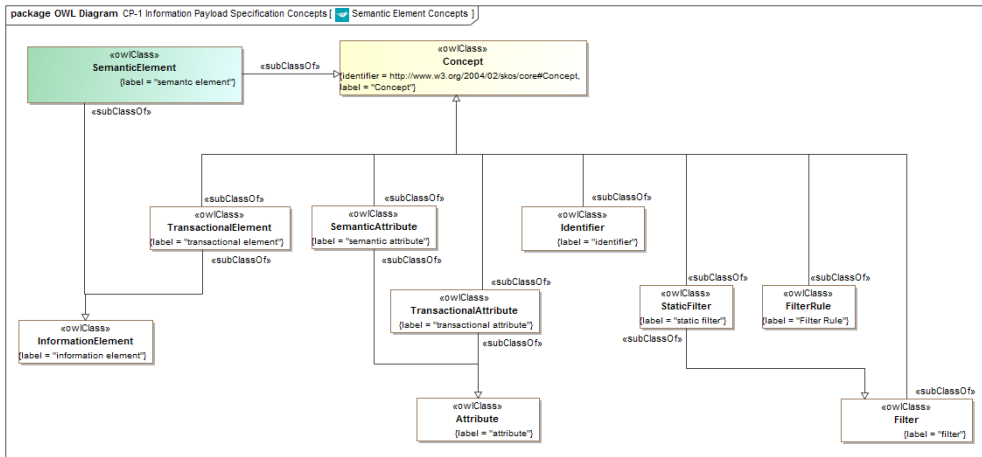 package OWL Diagram CP-1 Information Payload Specification Concepts [ Semantic Element Concepts ]
«owlClass»
SemanticElement
{label = "semantc element"}
«subClassOf»
«owlClass»
Concept
{identifier = http://www.w3.org/2004/02/skos/core#Concept,
label = "Concept"}
«subClassOf»
«subClassOf»
«owlClass»
TransactionalElement
{label = "transactional element"}
«subClassOf»
«subClassOf»
«owlClass»
SemanticAttribute
{label = "semantic attribute"}
«subClassOf»
«subClassOf»
«owlClass»
Identifier
{label = "identifier"}
«subClassOf»
«owlClass»
TransactionalAttribute
{label = "transactional attribute"}
«subClassOf»
«subClassOf»
«owlClass»
StaticFilter
{label = "static filter"}
«subClassOf»
«subClassOf»
«owlClass»
FilterRule
{label = "Filter Rule"}
«owlClass»
InformationElement
{label = "information element"}
«owlClass»
Attribute
{label = "attribute"}
«subClassOf»
«owlClass»
Filter
{label = "filter"}